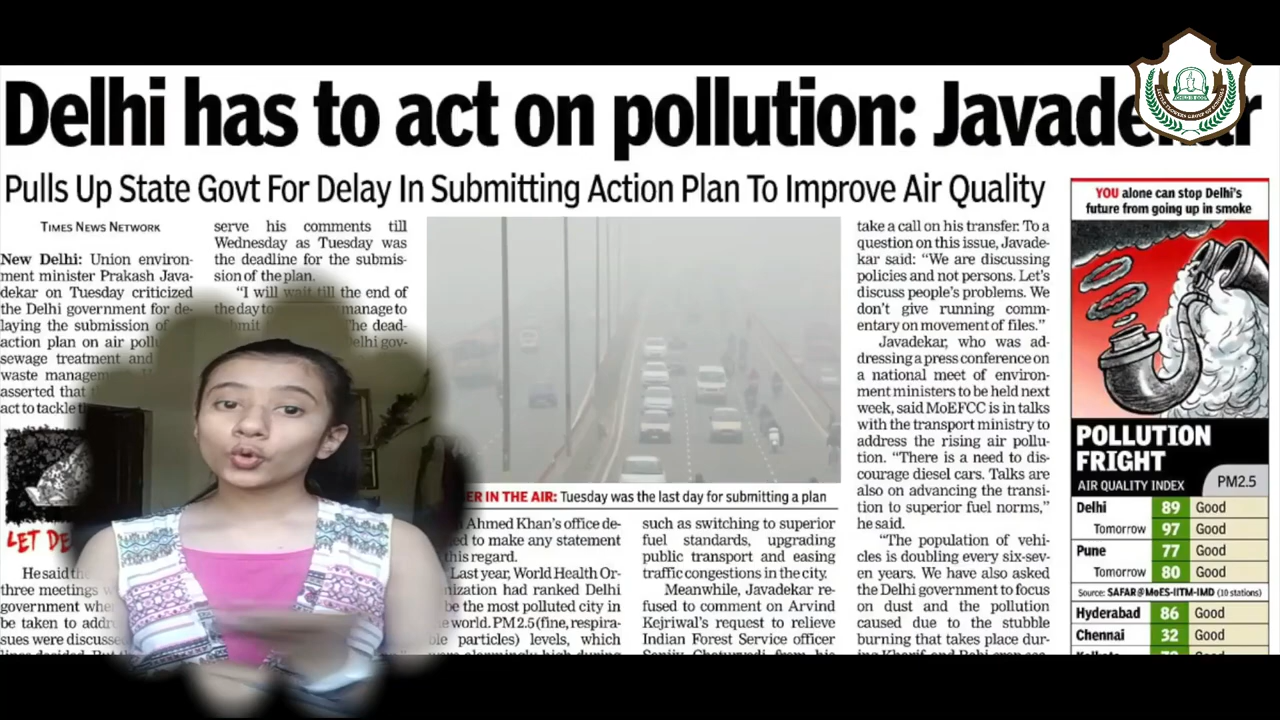 Delhi has to act on pollution: Javadekar
Pulls Up State Govt For Delay In Submitting Action Plan To Improve Air Quality
TIMES NEWS NETWORK
New Delhi: Union environ-
ment minister Prakash Java-
dekar on Tuesday criticized
the Delhi government for de-
laying the submission of
action plan on air
sewage treatment and
waste
asserted that
act to tackle
LET DE
He said
three meetings
government
be taken to
sues were discussed
serve his comments till
Wednesday as Tuesday was
the deadline for the submis-
sion of the plan.
"I will wait till the end of
the day to manage to
The dead-
Delhi gov-
ER IN THE AIR: Tuesday was the last day for submitting a plan
Ahmed Khan's office de-
ed to make any statement
this regard.
Last year, World Health Or-
nization had ranked Delhi
be the most polluted city in
world. PM 2.5 (fine, respira-
ble particles) levels, which
such as switching to superior
fuel standards, upgrading
public transport and easing
traffic congestions in the city.
Meanwhile, Javadekar re-
fused to comment on Arvind
Kejriwal's request to relieve
Indian Forest Service officer
take a call on his transfer. To a
question on this issue, Javade-
kar said: "We are discussing
policies and not persons. Let's
discuss people's problems. We
don't give running comm-
entary on movement of files."
Javadekar, who was ad-
dressing a press conference on
a national meet of environ-
ment ministers to be held next
week, said MoEFCC is in talks
with the transport ministry to
address the rising air pollu-
tion. "There is a need to dis-
courage diesel cars. Talks are
also on advancing the transi-
tion to superior fuel norms,"
he said.
"The population of vehi-
cles is doubling every six-sev-
en years. We have also asked
the Delhi government to focus
on dust and the pollution
caused due to the stubble
burning that takes place dur-
YOU alone can stop Delhi's
future from going up in smoke
POLLUTION
FRIGHT
AIR QUALITY INDEX PM2.5
Delhi 89 Good
Tomorrow 97 Good
Pune 77 Good
Tomorrow 80 Good
Source: SAFAR@MoES-IITM-IMD (10 stations)
Hyderabad 86 Good
Chennai 32 Good